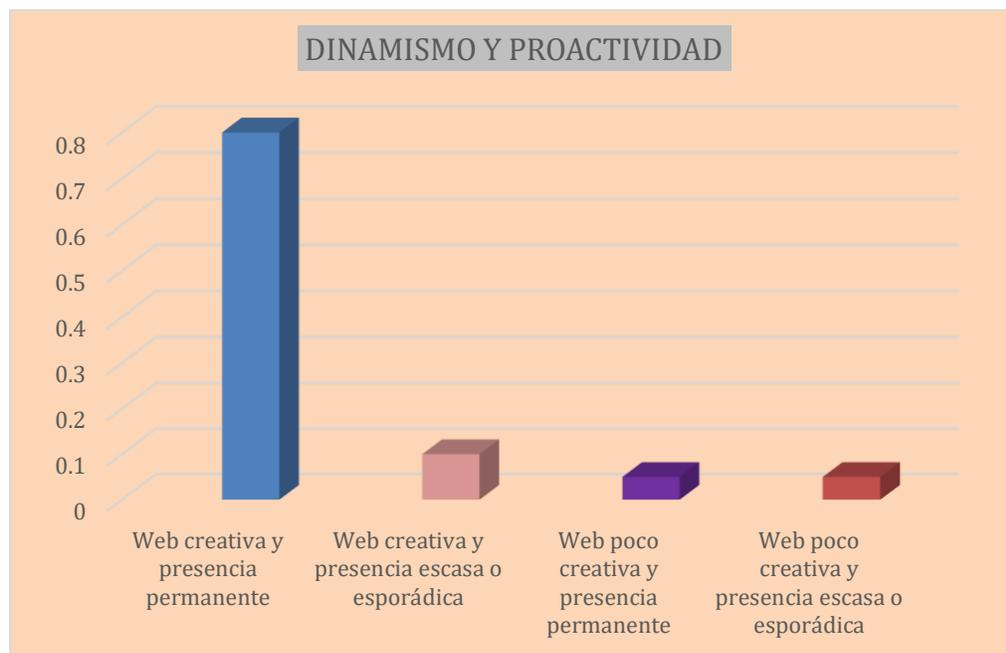 DINAMISMO Y PROACTIVIDAD
0.8
0.7
0.6
0.5
0.4
0.3
0.2
0.1
0
Web creativa y
presencia
permanente
Web creativa y
presencia escasa o
esporádica
Web poco
creativa y
presencia
permanente
Web poco
creativa y
presencia escasa o
esporádica